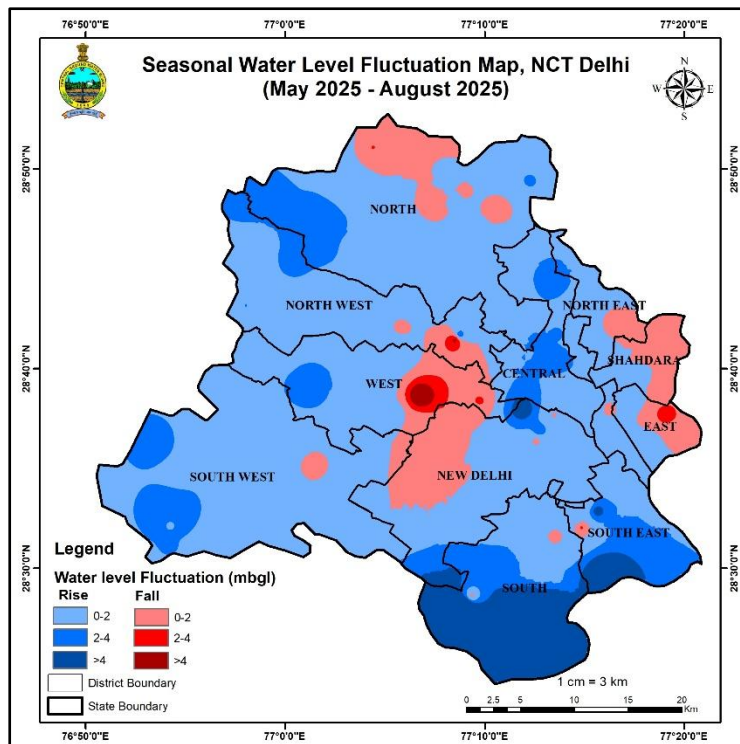 76°50'0"E 77°0'0"E 77°10'0"E 77°20'0"E
Seasonal Water Level Fluctuation Map, NCT Delhi
(May 2025 - August 2025)
N
W E
S
28°50'0"N 28°50'0"N
NORTH
NORTH WEST
NORTH EAST
SHAHDARA
28°40'0"N 28°40'0"N
WEST
CENTRAL
EAST
SOUTH WEST
NEW DELHI
SOUTH EAST
SOUTH
28°30'0"N 28°30'0"N
Legend
Water level Fluctuation (mbgl)
Rise Fall
0-2 0-2
2-4 2-4
>4 >4
District Boundary
State Boundary
1 cm = 3 km
0 2.5 5 10 15 20
Km
76°50'0"E 77°0'0"E 77°10'0"E 77°20'0"E